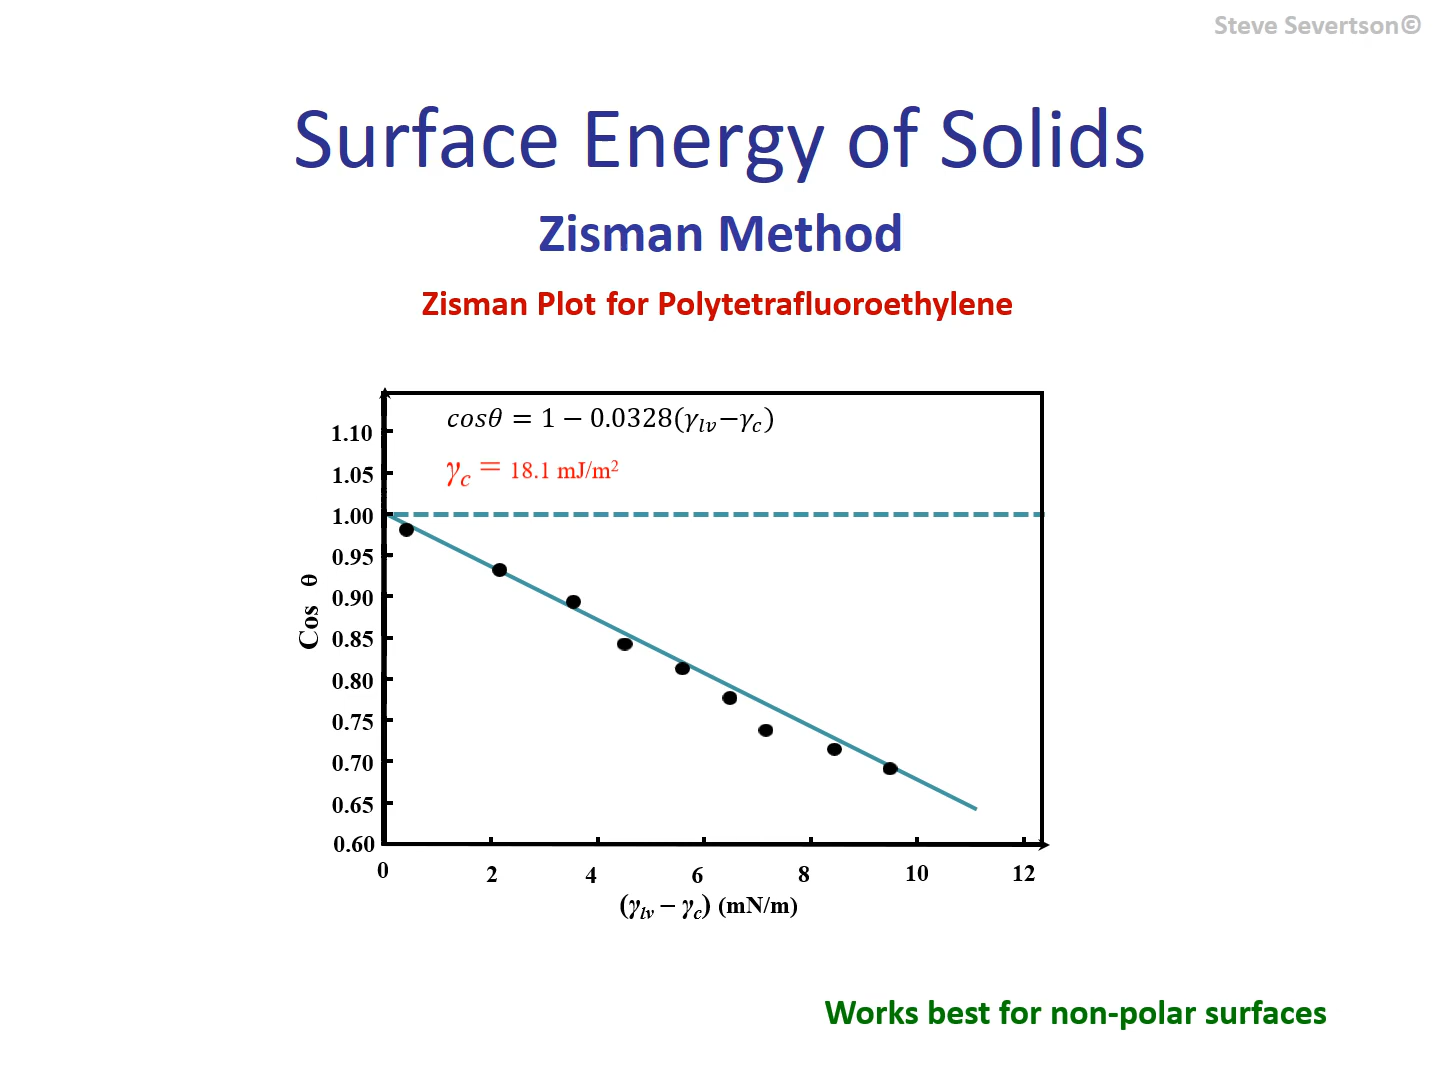 Steve Severtson©
Surface Energy of Solids
Zisman Method
Zisman Plot for Polytetrafluoroethylene
cosθ = 1 − 0.0328(γlv−γc)
γc = 18.1 mJ/m²
1.10
1.05
1.00
0.95
0.90
0.85
0.80
0.75
0.70
0.65
0.60
Cos θ
0 2 4 6 8 10 12
(γlv − γc) (mN/m)
Works best for non-polar surfaces